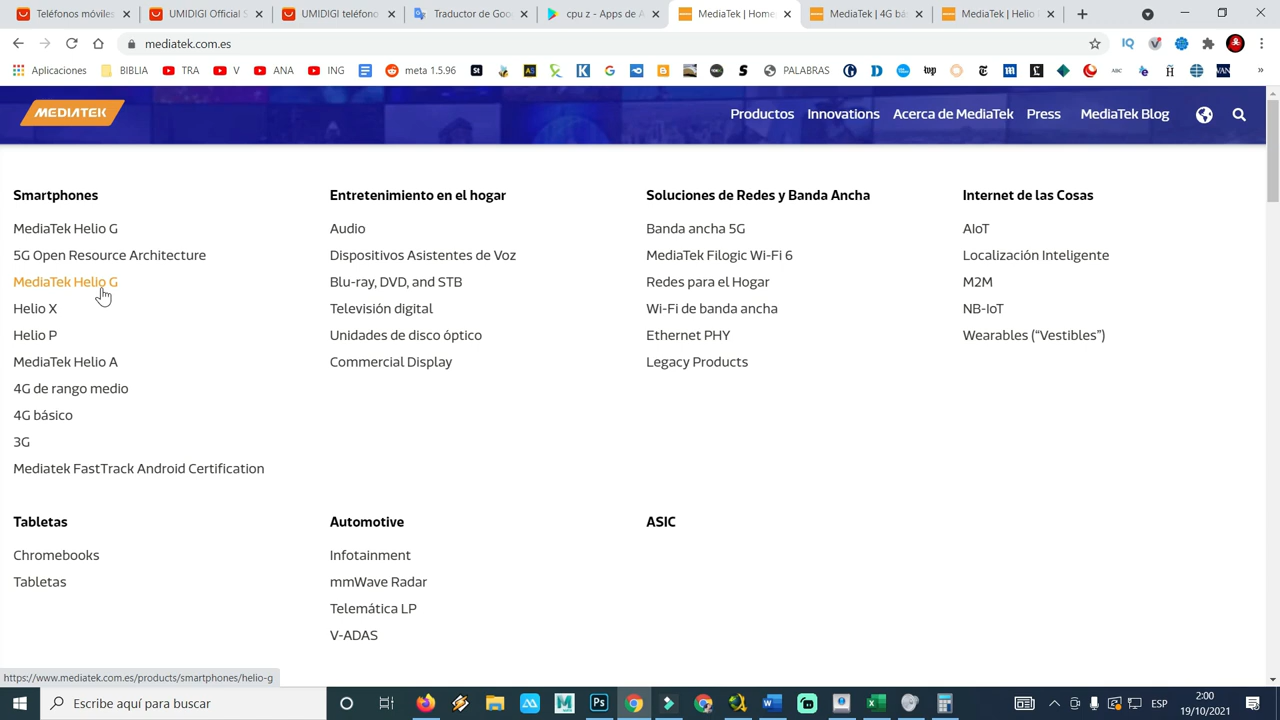 Teléfonos móviles
UMIDIGI Official S
UMIDIGI teléfono
Traductor de Goo
cpu z - Apps de A
MediaTek | Home
MediaTek | 4G bá
MediaTek | Helio
mediatek.com.es
IQ
Aplicaciones
BIBLIA
TRA
V
ANA
ING
meta 1.5.96
St
K
G
S
PALABRAS
D
wp
T
M
L
ABC
Ñ
VAN
»
MEDIATEK
Productos
Innovations
Acerca de MediaTek
Press
MediaTek Blog
Smartphones
MediaTek Helio G
5G Open Resource Architecture
MediaTek Helio G
Helio X
Helio P
MediaTek Helio A
4G de rango medio
4G básico
3G
Mediatek FastTrack Android Certification
Entretenimiento en el hogar
Audio
Dispositivos Asistentes de Voz
Blu-ray, DVD, and STB
Televisión digital
Unidades de disco óptico
Commercial Display
Soluciones de Redes y Banda Ancha
Banda ancha 5G
MediaTek Filogic Wi-Fi 6
Redes para el Hogar
Wi-Fi de banda ancha
Ethernet PHY
Legacy Products
Internet de las Cosas
AIoT
Localización Inteligente
M2M
NB-IoT
Wearables (“Vestibles”)
Tabletas
Chromebooks
Tabletas
Automotive
Infotainment
mmWave Radar
Telemática LP
V-ADAS
ASIC
https://www.mediatek.com.es/products/smartphones/helio-g
Escribe aquí para buscar
Ps
ESP
2:00
19/10/2021